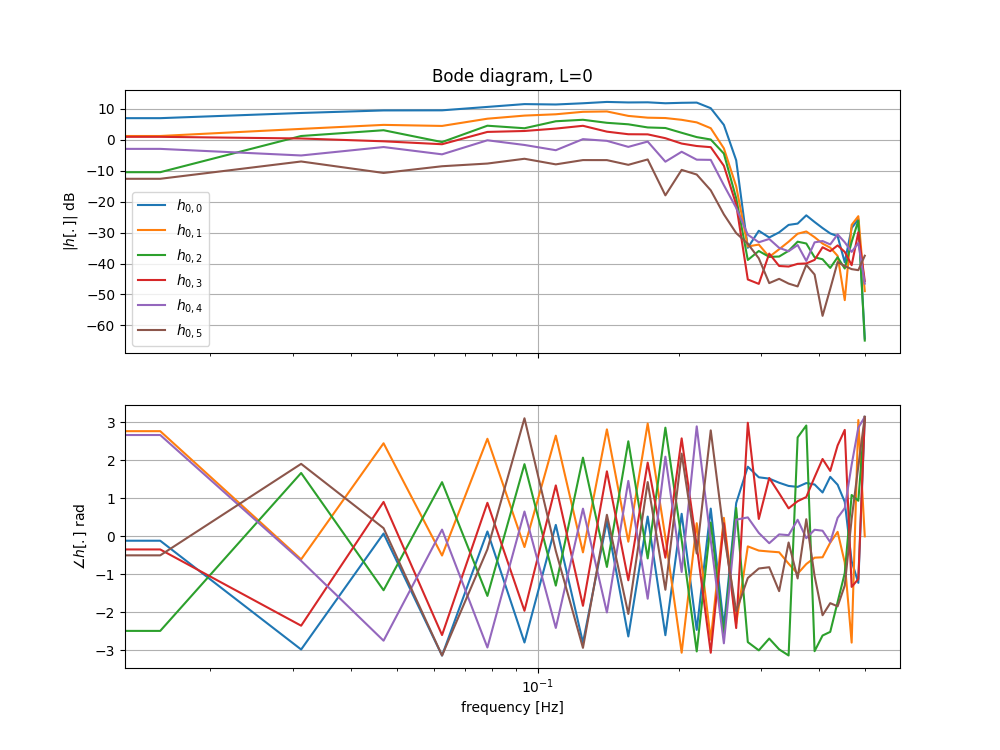 Bode diagram, L=0
|h[.]| dB
10
0
−10
−20
−30
−40
−50
−60
h0,0
h0,1
h0,2
h0,3
h0,4
h0,5
∠h[.] rad
3
2
1
0
−1
−2
−3
10−1
frequency [Hz]